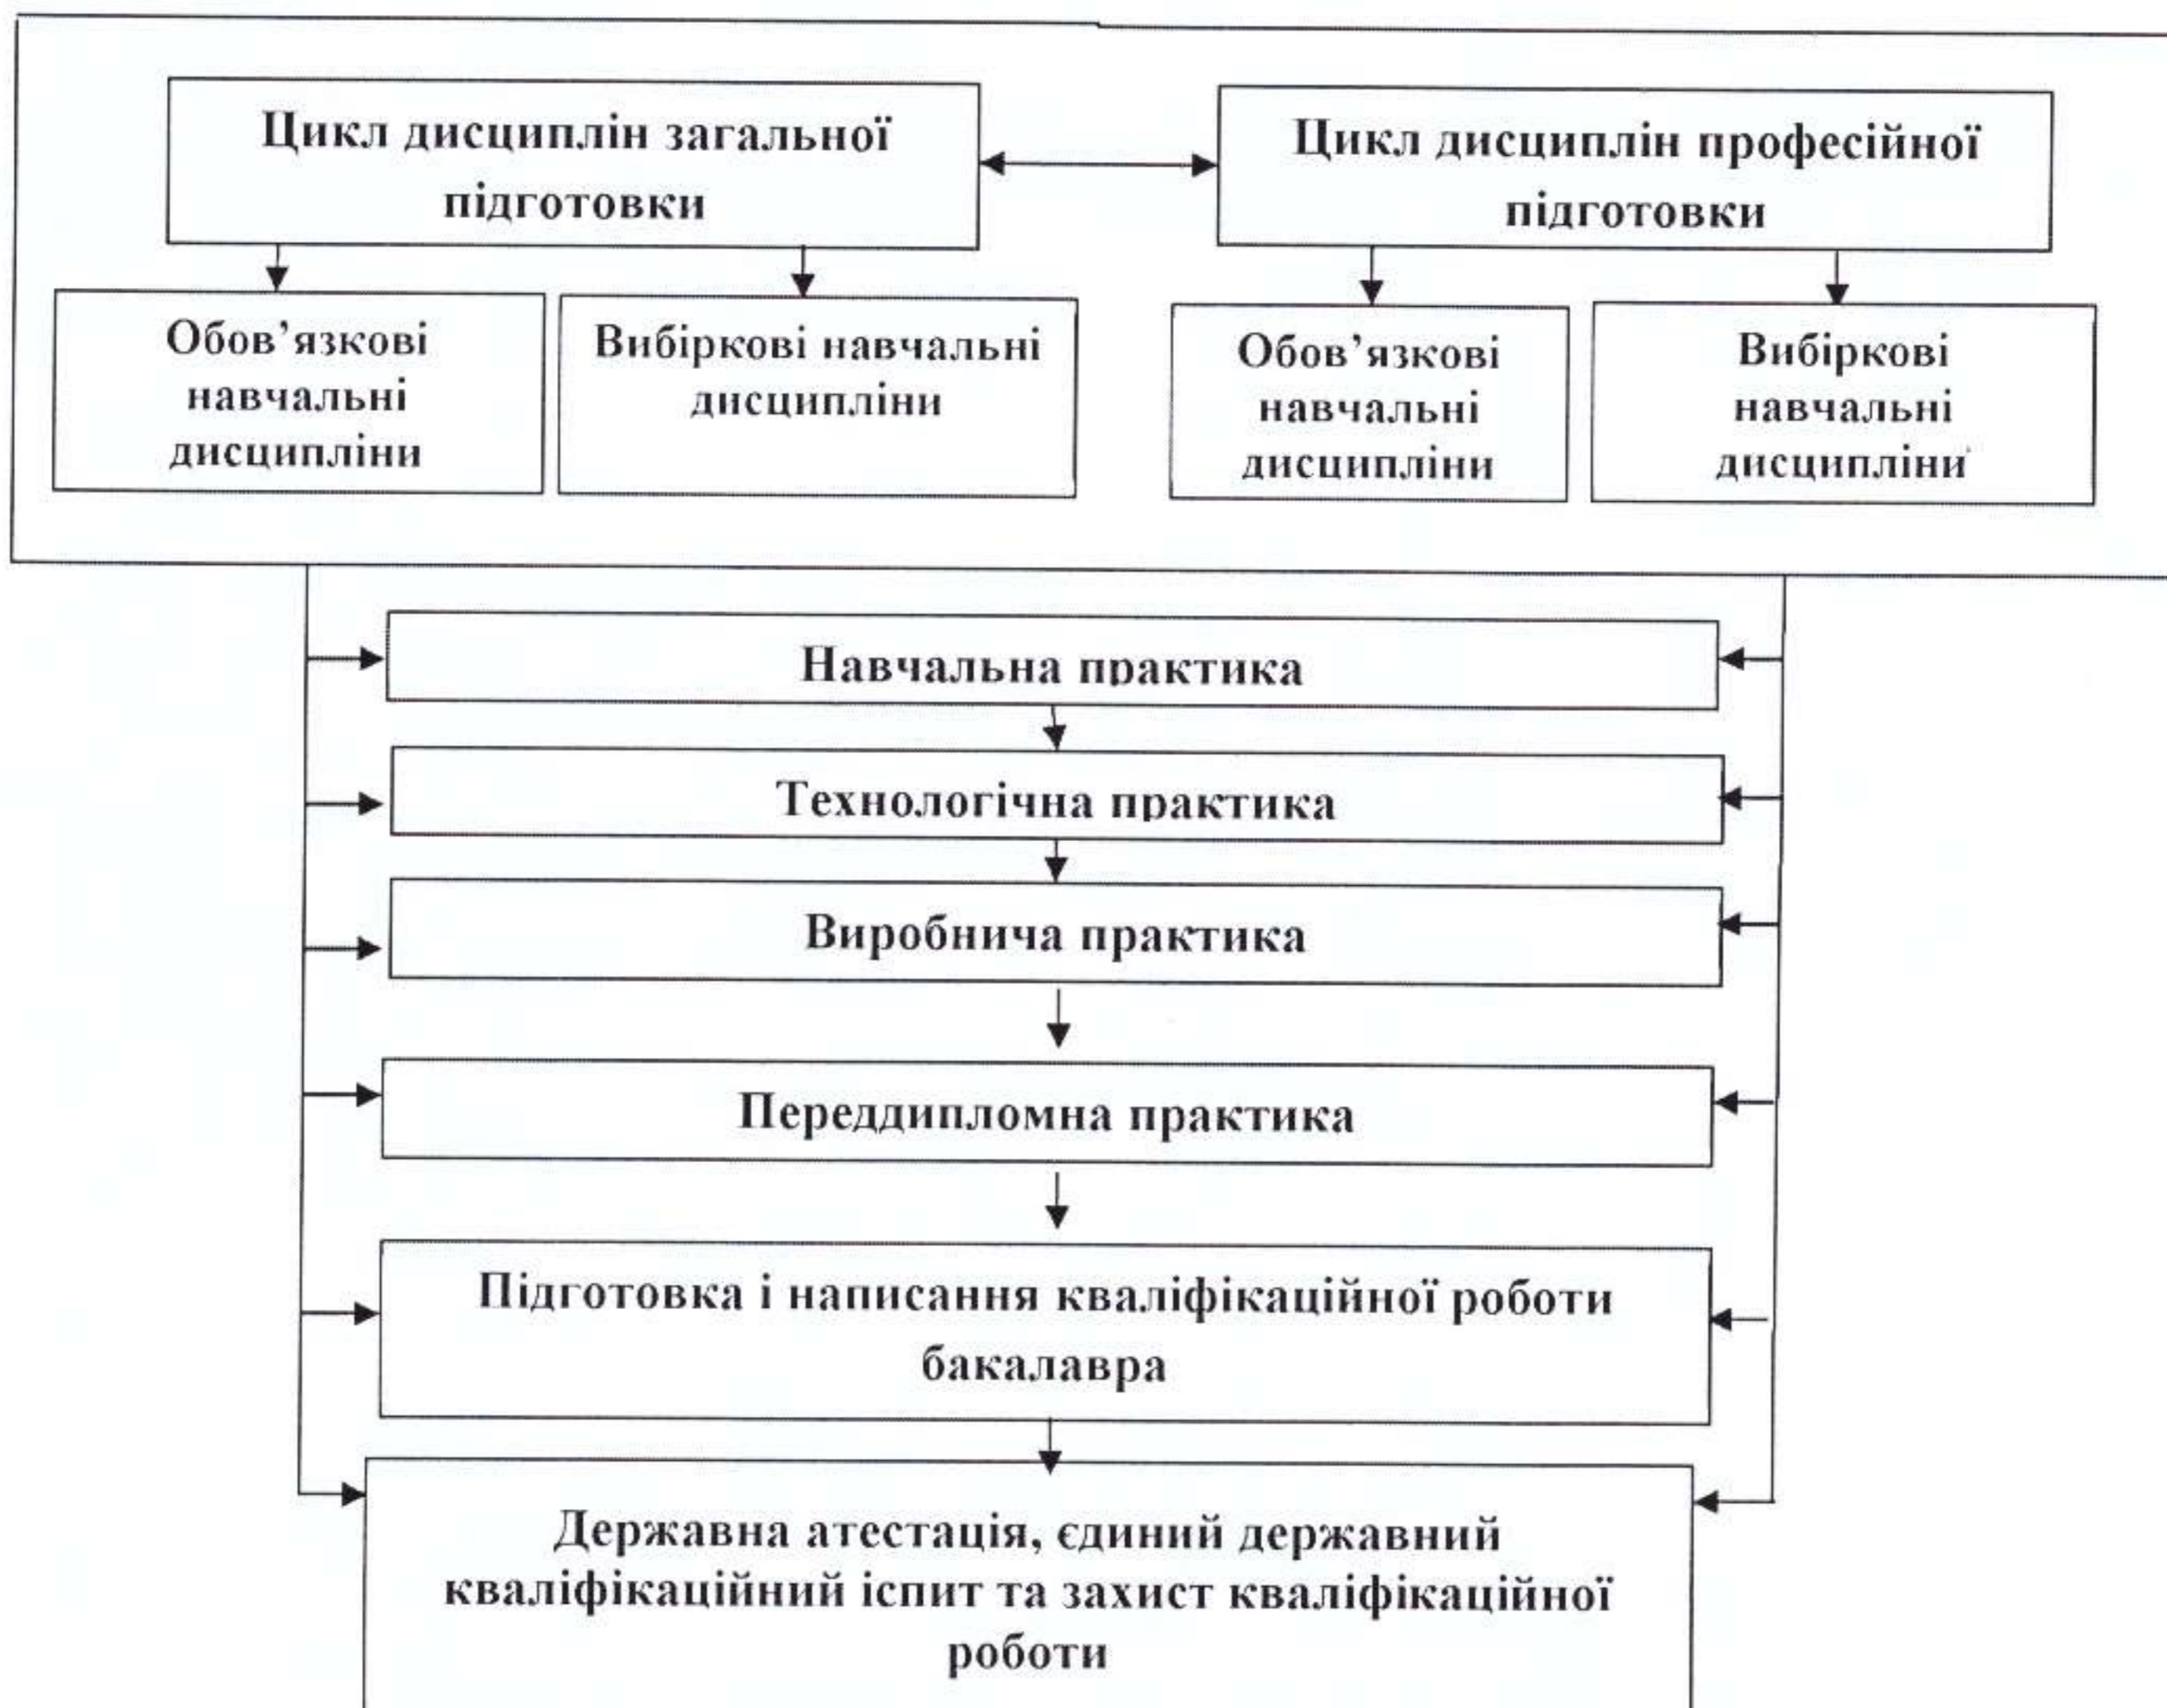 Цикл дисциплін загальної
підготовки
Цикл дисциплін професійної
підготовки
Обов’язкові
навчальні
дисципліни
Вибіркові навчальні
дисципліни
Обов’язкові
навчальні
дисципліни
Вибіркові
навчальні
дисципліни
Навчальна практика
Технологічна практика
Виробнича практика
Переддипломна практика
Підготовка і написання кваліфікаційної роботи
бакалавра
Державна атестація, єдиний державний
кваліфікаційний іспит та захист кваліфікаційної
роботи